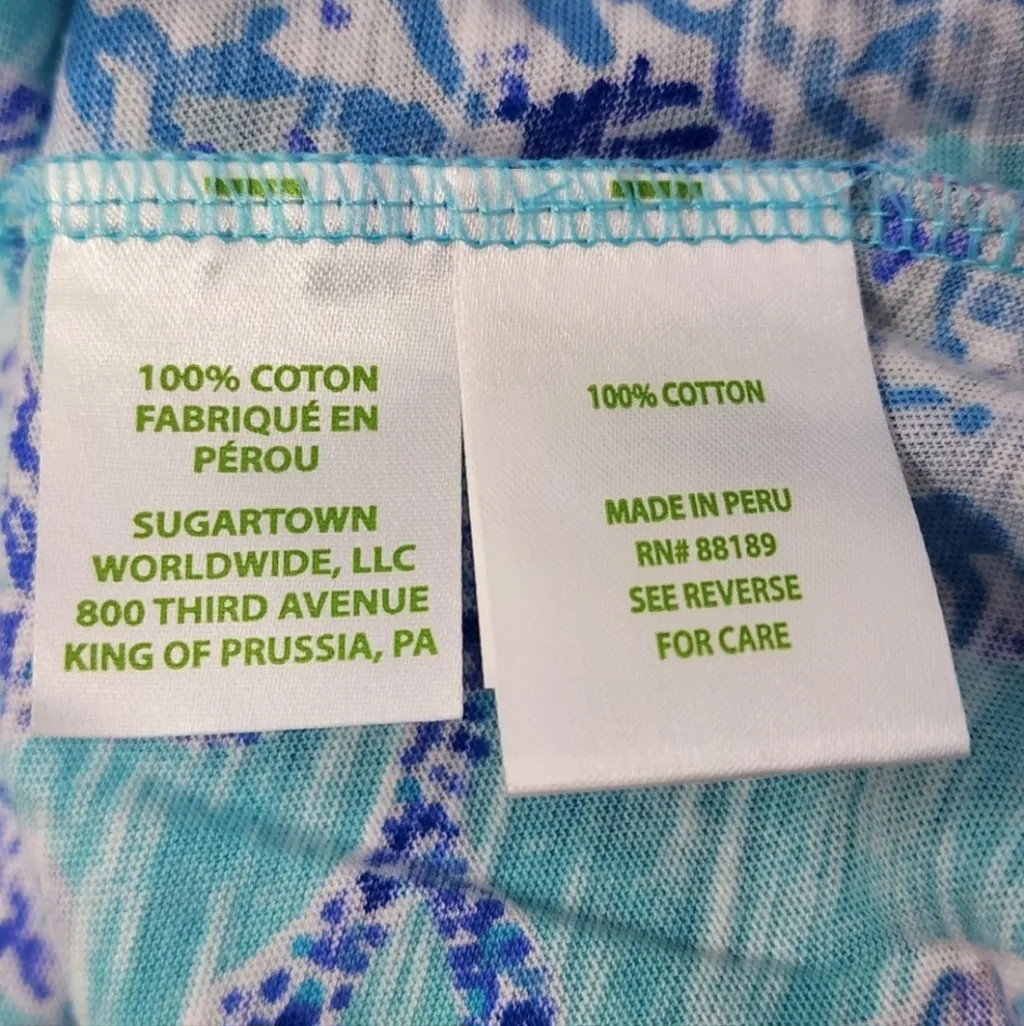 100% COTON
FABRIQUÉ EN
PÉROU
SUGARTOWN
WORLDWIDE, LLC
800 THIRD AVENUE
KING OF PRUSSIA, PA
100% COTTON
MADE IN PERU
RN# 88189
SEE REVERSE
FOR CARE